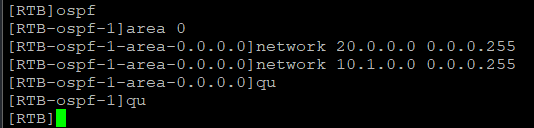 [RTB]ospf
[RTB-ospf-1]area 0
[RTB-ospf-1-area-0.0.0.0]network 20.0.0.0 0.0.0.255
[RTB-ospf-1-area-0.0.0.0]network 10.1.0.0 0.0.0.255
[RTB-ospf-1-area-0.0.0.0]qu
[RTB-ospf-1]qu
[RTB]